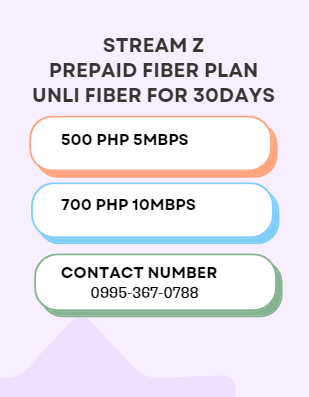 STREAM Z
PREPAID FIBER PLAN
UNLI FIBER FOR 30DAYS
500 PHP 5MBPS
700 PHP 10MBPS
CONTACT NUMBER
0995-367-0788